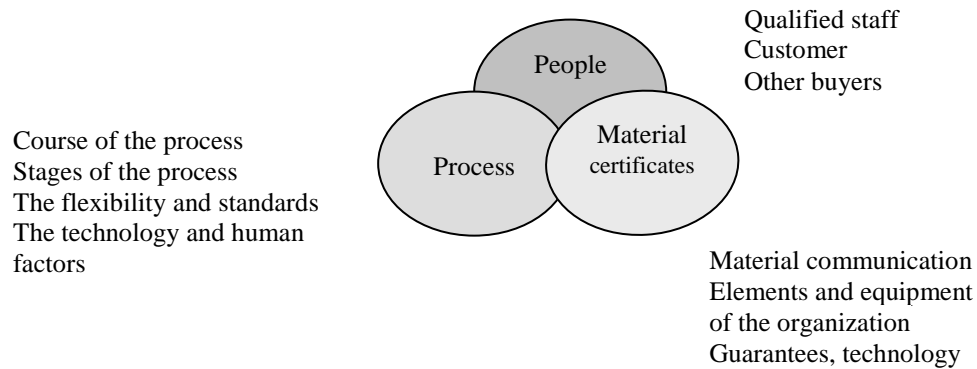 Qualified staff
Customer
Other buyers
People
Material
certificates
Process
Course of the process
Stages of the process
The flexibility and standards
The technology and human
factors
Material communication
Elements and equipment
of the organization
Guarantees, technology